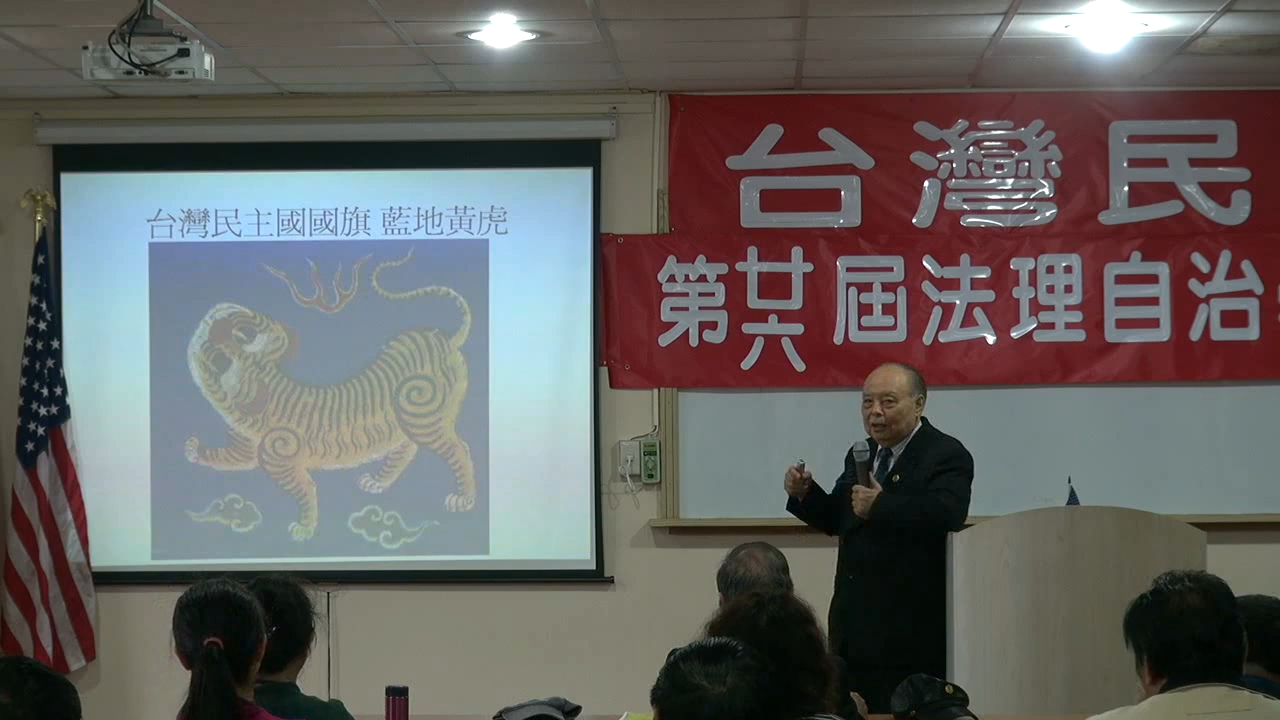 台灣民主國國旗 藍地黃虎
台灣民
第廿六屆法理自治